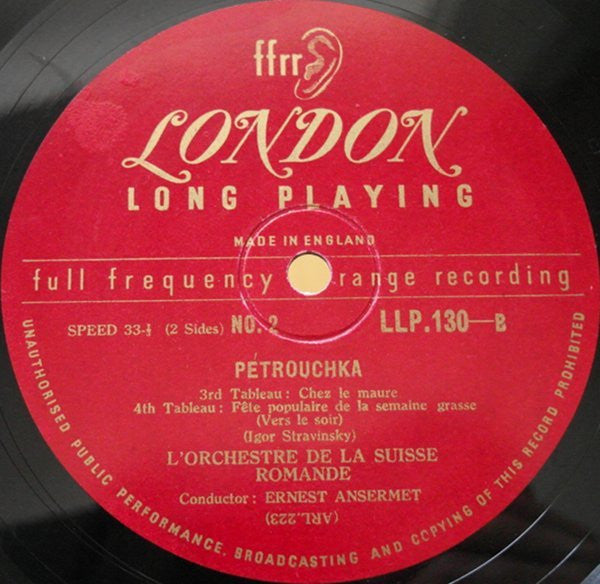 ffrr
LONDON
LONG PLAYING
MADE IN ENGLAND
full frequency range recording
SPEED 33-⅓ (2 Sides) NO. 2 LLP.130—B
PÉTROUCHKA
3rd Tableau: Chez le maure
4th Tableau: Fête populaire de la semaine grasse
(Vers le soir)
(Igor Stravinsky)
L'ORCHESTRE DE LA SUISSE
ROMANDE
Conductor: ERNEST ANSERMET
(ARL.223)
UNAUTHORISED PUBLIC PERFORMANCE, BROADCASTING AND COPYING OF THIS RECORD PROHIBITED